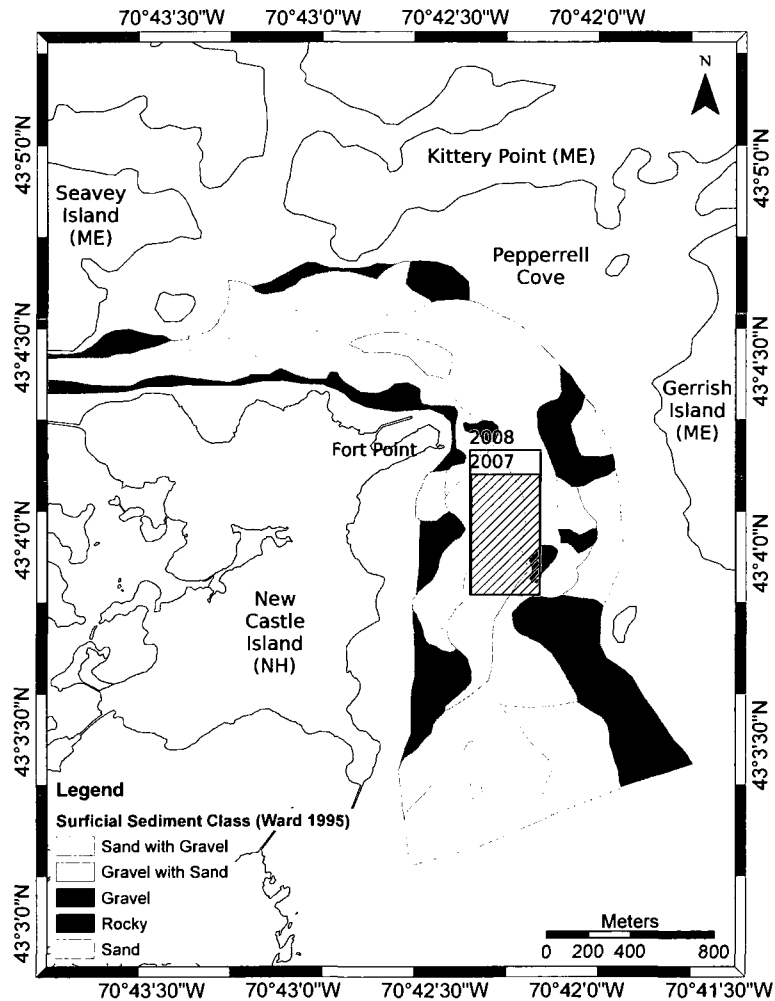 70°43'30"W 70°43'0"W 70°42'30"W 70°42'0"W
N
43°5'0"N
43°5'0"N
Kittery Point (ME)
Seavey
Island
(ME)
Pepperrell
Cove
43°4'30"N
43°4'30"N
Gerrish
Island
(ME)
Fort Point
2008
2007
43°4'0"N
43°4'0"N
New
Castle
Island
(NH)
43°3'30"N
43°3'30"N
Legend
Surficial Sediment Class (Ward 1995)
Sand with Gravel
Gravel with Sand
Gravel
Rocky
Sand
43°3'0"N
Meters
0 200 400 800
70°43'30"W 70°43'0"W 70°42'30"W 70°42'0"W 70°41'30"W